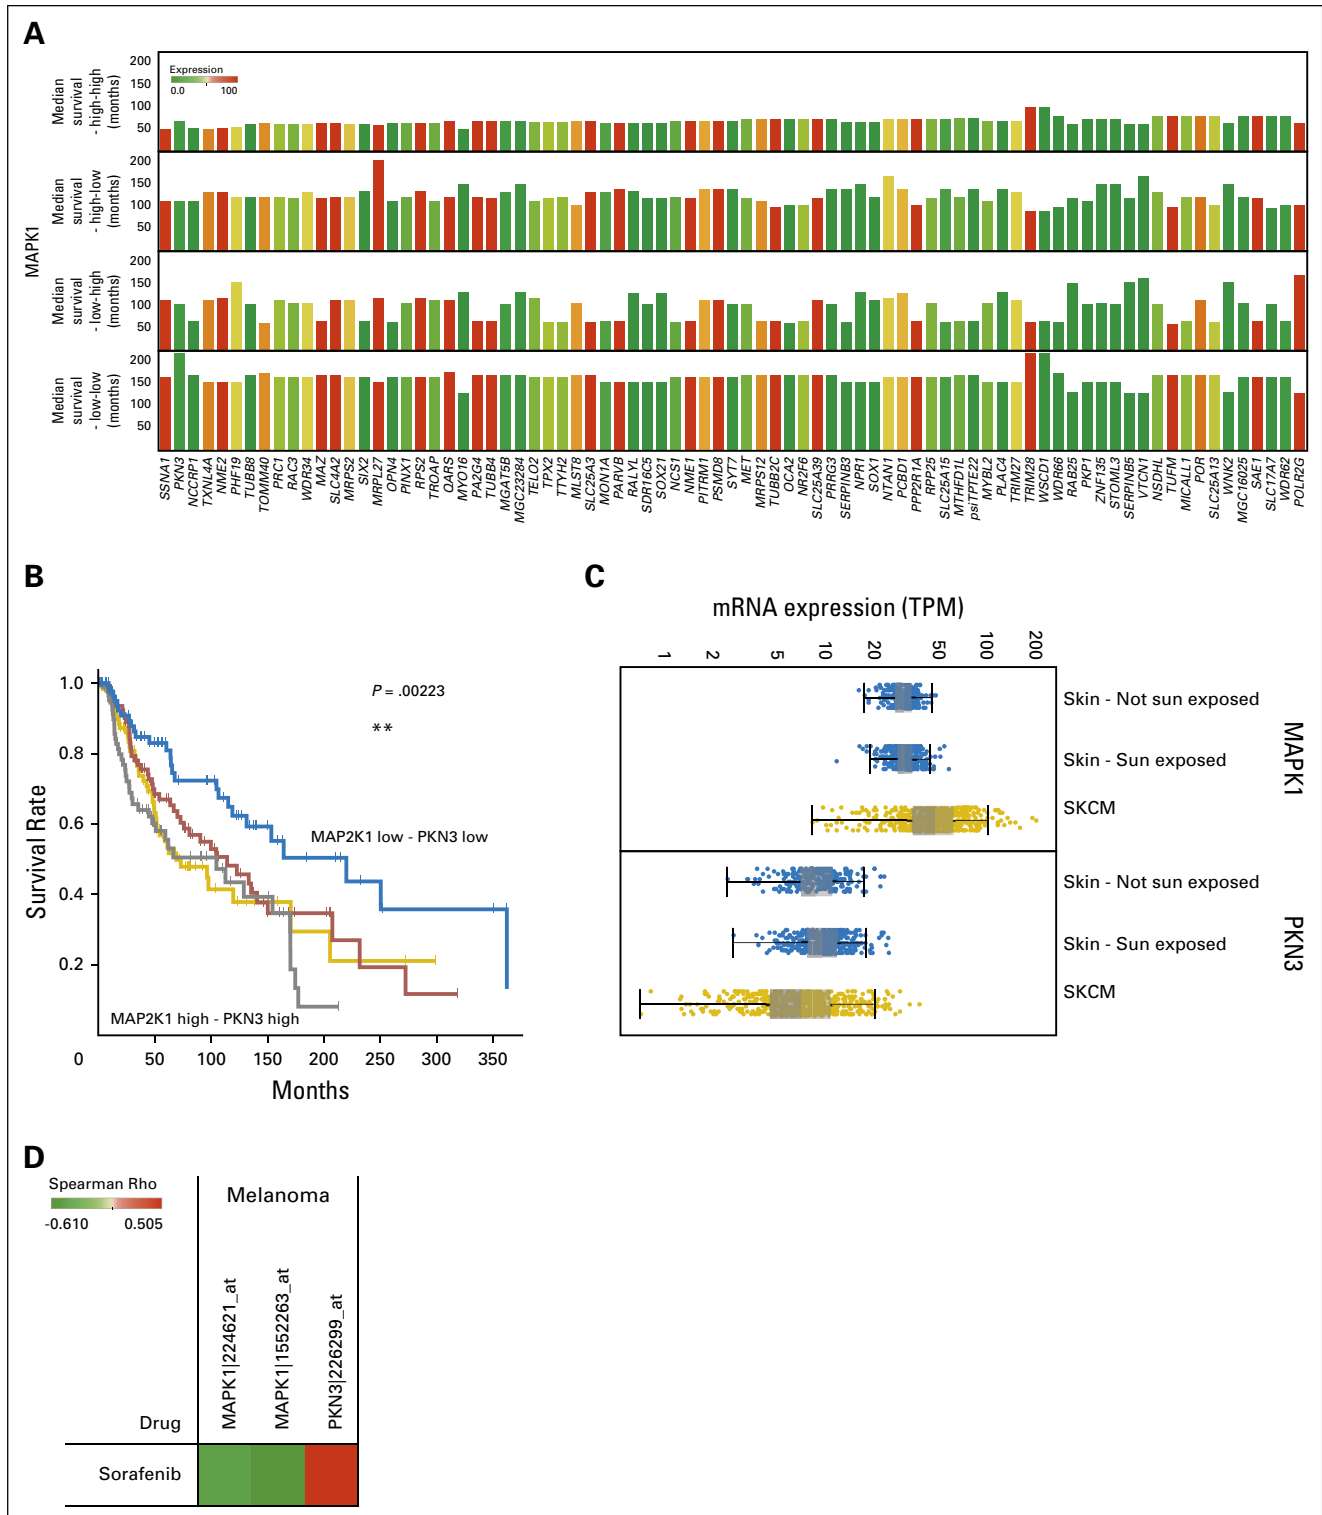 A
MAPK1
Median
survival
- high-high
(months)
200
150
100
50
Expression
0.0 100
Median
survival
- high-low
(months)
200
150
100
50
Median
survival
- low-high
(months)
200
150
100
50
Median
survival
- low-low
(months)
200
150
100
50
SSNA1
PKN3
NCCRP1
TXNL4A
NME2
PHF19
TUBB8
TOMM40
PRC1
RAC3
WDR34
MAZ
SLC4A2
MRPS2
SIX2
MRPL27
OPN4
PINX1
RPS2
TROAP
QARS
MYO16
PA2G4
TUBB4
MGAT5B
MGC23284
TELO2
TPX2
TTYH2
MLST8
SLC25A3
MON1A
PARVB
RALYL
SDR16C5
SOX21
NCS1
NME1
PITRM1
PSMD8
SYT7
MET
MRPS12
TUBB2C
OCA2
NR2F6
SLC25A39
PRRG3
SERPINB3
NPR1
SOX1
NTAN1
PCBD1
PPP2R1A
RPP25
SLC25A15
MTHFD1L
psiTPTE22
MYBL2
PLAC4
TRIM27
TRIM28
WSCD1
WDR66
RAB25
PKP1
ZNF135
STOML3
SERPINB5
VTCN1
NSDHL
TUFM
MICALL1
POR
SLC25A13
WNK2
MGC16025
SAE1
SLC17A7
WDR62
POLR2G
B
Survival Rate
1.0
0.8
0.6
0.4
0.2
P = .00223
**
MAP2K1 low - PKN3 low
MAP2K1 high - PKN3 high
0 50 100 150 200 250 300 350
Months
C
mRNA expression (TPM)
1 2 5 10 20 50 100 200
Skin - Not sun exposed
Skin - Sun exposed
SKCM
MAPK1
Skin - Not sun exposed
Skin - Sun exposed
SKCM
PKN3
D
Spearman Rho
-0.610 0.505
Melanoma
Drug
MAPK1|224621_at
MAPK1|1552263_at
PKN3|226299_at
Sorafenib